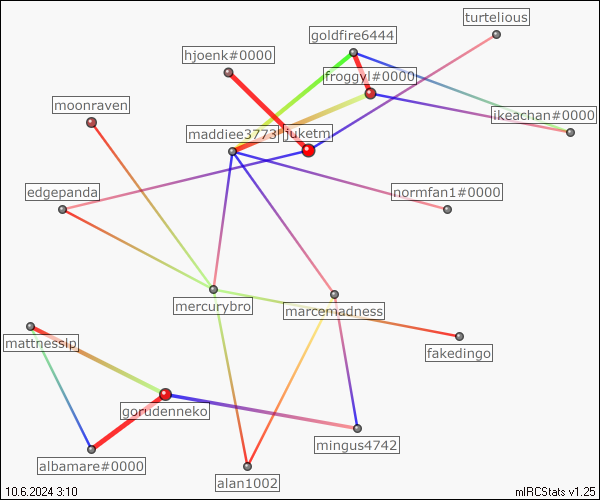 turtelious
goldfire6444
hjoenk#0000
froggyl#0000
moonraven
ikeachan#0000
maddiee3773
juketm
edgepanda
normfan1#0000
mercurybro
marcemadness
mattnessip
fakedingo
gorudenneko
mingus4742
albamare#0000
alan1002
10.6.2024 3:10
mIRCStats v1.25